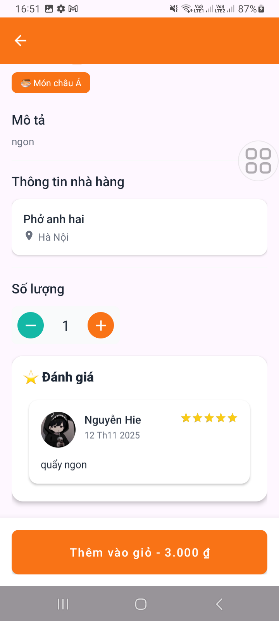 16:51
87%
Món châu Á
Mô tả
ngon
Thông tin nhà hàng
Phở anh hai
Hà Nội
Số lượng
1
Đánh giá
Nguyễn Hie
12 Th11 2025
quẩy ngon
Thêm vào giỏ - 3.000 ₫